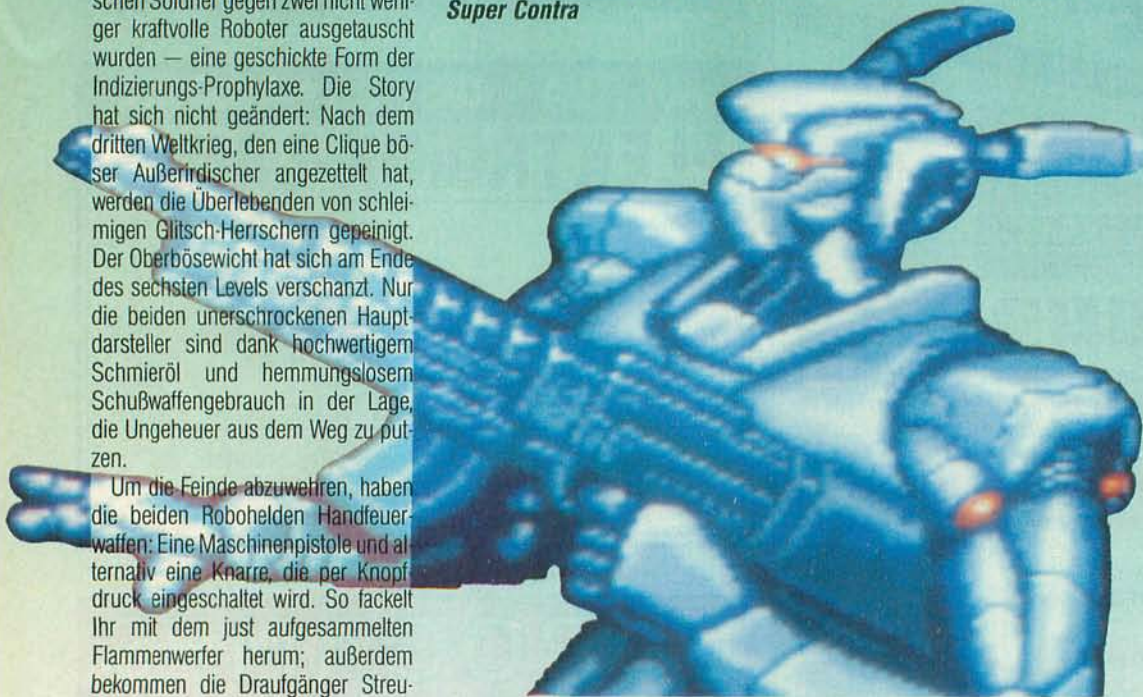 schen Soldner gegen zwei nicht weni-
ger kraftvolle Roboter ausgetauscht
wurden — eine geschickte Form der
Indizierungs-Prophylaxe. Die Story
hat sich nicht geändert: Nach dem
dritten Weltkrieg, den eine Clique bö-
ser Außerirdischer angezettelt hat,
werden die Überlebenden von schlei-
migen Glitsch-Herrschern gepeinigt.
Der Oberbösewicht hat sich am Ende
des sechsten Levels verschanzt. Nur
die beiden unerschrockenen Haupt-
darsteller sind dank hochwertigem
Schmieröl und hemmungslosem
Schußwaffengebrauch in der Lage,
die Ungeheuer aus dem Weg zu put-
zen.
Um die Feinde abzuwehren, haben
die beiden Robohelden Handfeuer-
waffen: Eine Maschinenpistole und al-
ternativ eine Knarre, die per Knopf-
druck eingeschaltet wird. So fackelt
Ihr mit dem just aufgesammelten
Flammenwerfer herum; außerdem
bekommen die Draufgänger Streu-
Super Contra